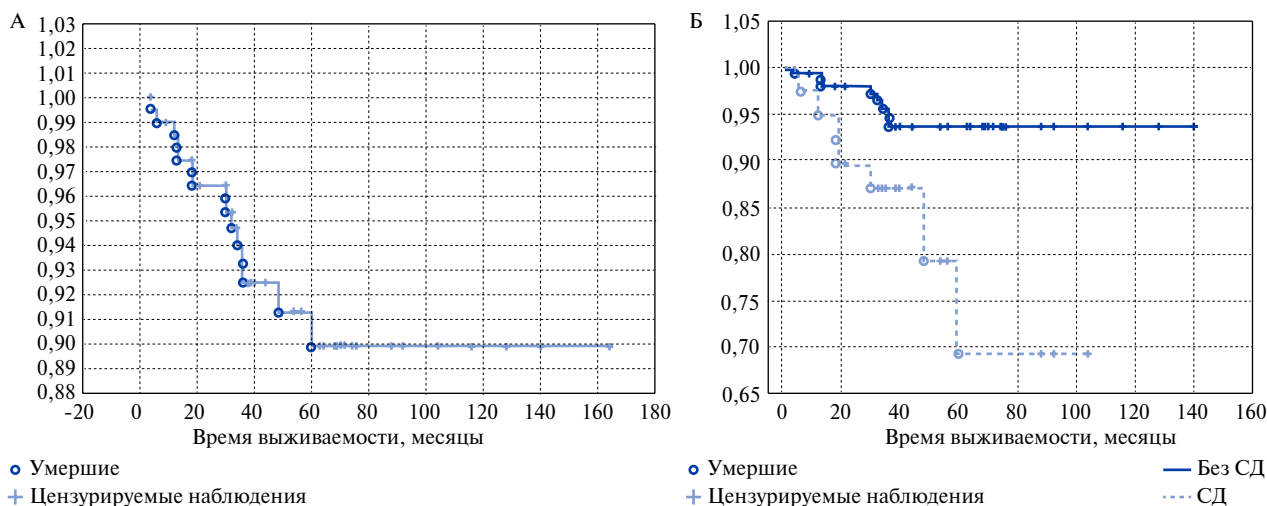 А
1,03
1,02
1,01
1,00
0,99
0,98
0,97
0,96
0,95
0,94
0,93
0,92
0,91
0,90
0,89
0,88
–20 0 20 40 60 80 100 120 140 160 180
Время выживаемости, месяцы
Умершие
Цензурируемые наблюдения
Б
1,05
1,00
0,95
0,90
0,85
0,80
0,75
0,70
0,65
0 20 40 60 80 100 120 140 160
Время выживаемости, месяцы
Умершие
Цензурируемые наблюдения
Без СД
СД